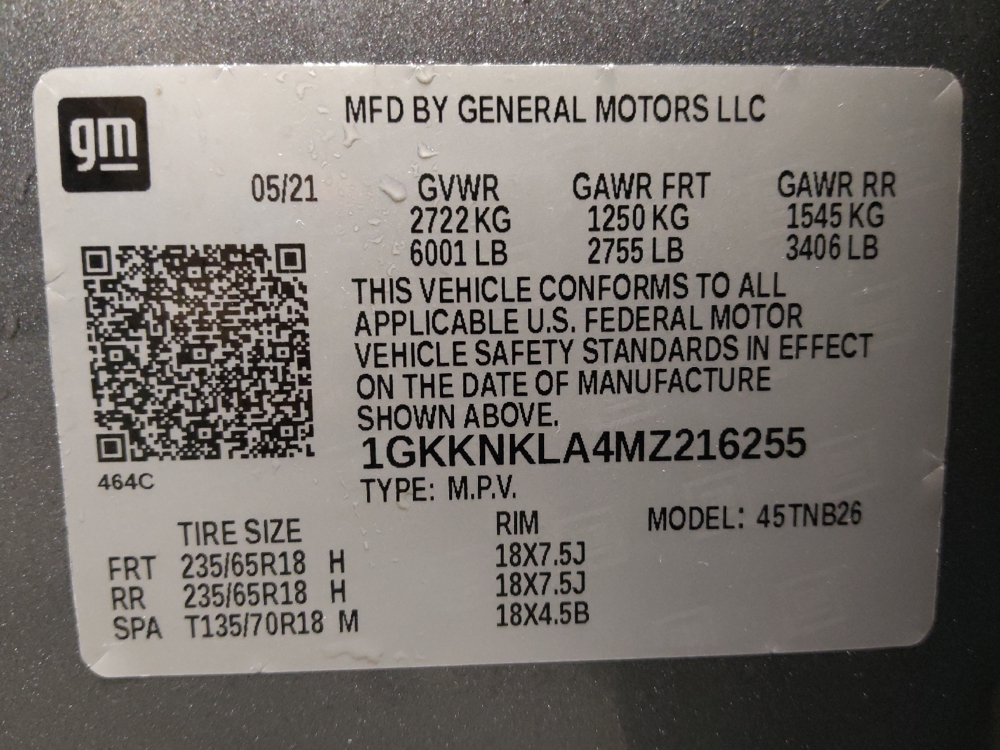 gm
MFD BY GENERAL MOTORS LLC
05/21 GVWR GAWR FRT GAWR RR
2722 KG 1250 KG 1545 KG
6001 LB 2755 LB 3406 LB
THIS VEHICLE CONFORMS TO ALL
APPLICABLE U.S. FEDERAL MOTOR
VEHICLE SAFETY STANDARDS IN EFFECT
ON THE DATE OF MANUFACTURE
SHOWN ABOVE.
1GKKNKLA4MZ216255
464C
TYPE: M.P.V.
TIRE SIZE RIM MODEL: 45TNB26
FRT 235/65R18 H 18X7.5J
RR 235/65R18 H 18X7.5J
SPA T135/70R18 M 18X4.5B